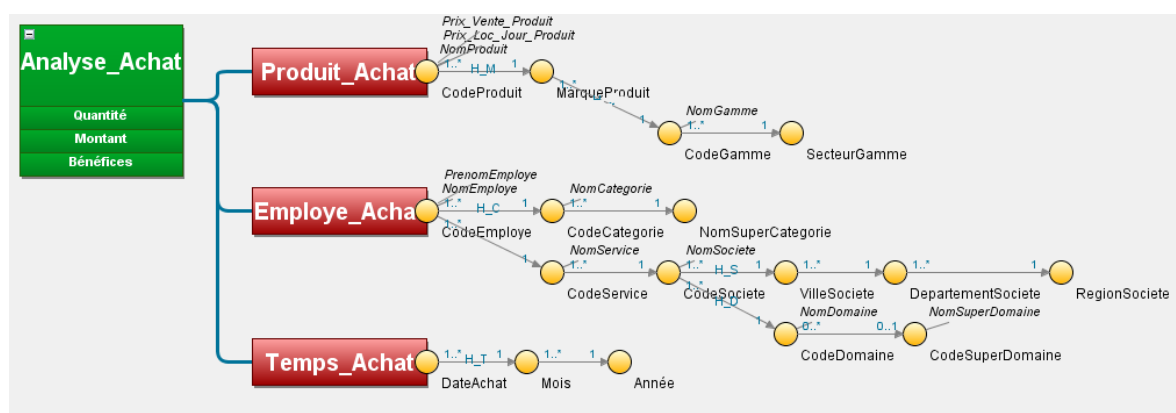 Analyse_Achat
Quantité
Montant
Bénéfices
Produit_Achat
Prix_Vente_Produit
Prix_Loc_Jour_Produit
NomProduit
1..* H_M 1
CodeProduit
MarqueProduit
1..*
1
NomGamme
1..* 1
CodeGamme
SecteurGamme
Employe_Achat
PrenomEmploye
NomEmploye
1..* H_C 1
CodeEmploye
NomCategorie
1..* 1
CodeCategorie
NomSuperCategorie
1..*
1
NomService
1..* 1
CodeService
NomSociete
1..* H_S 1
CodeSociete
1..* 1
VilleSociete
1..* 1
DepartementSociete
RegionSociete
1..* H_D 1
NomDomaine
0..* 0..1
CodeDomaine
NomSuperDomaine
CodeSuperDomaine
Temps_Achat
1..* H_T 1
DateAchat
1..* 1
Mois
Année